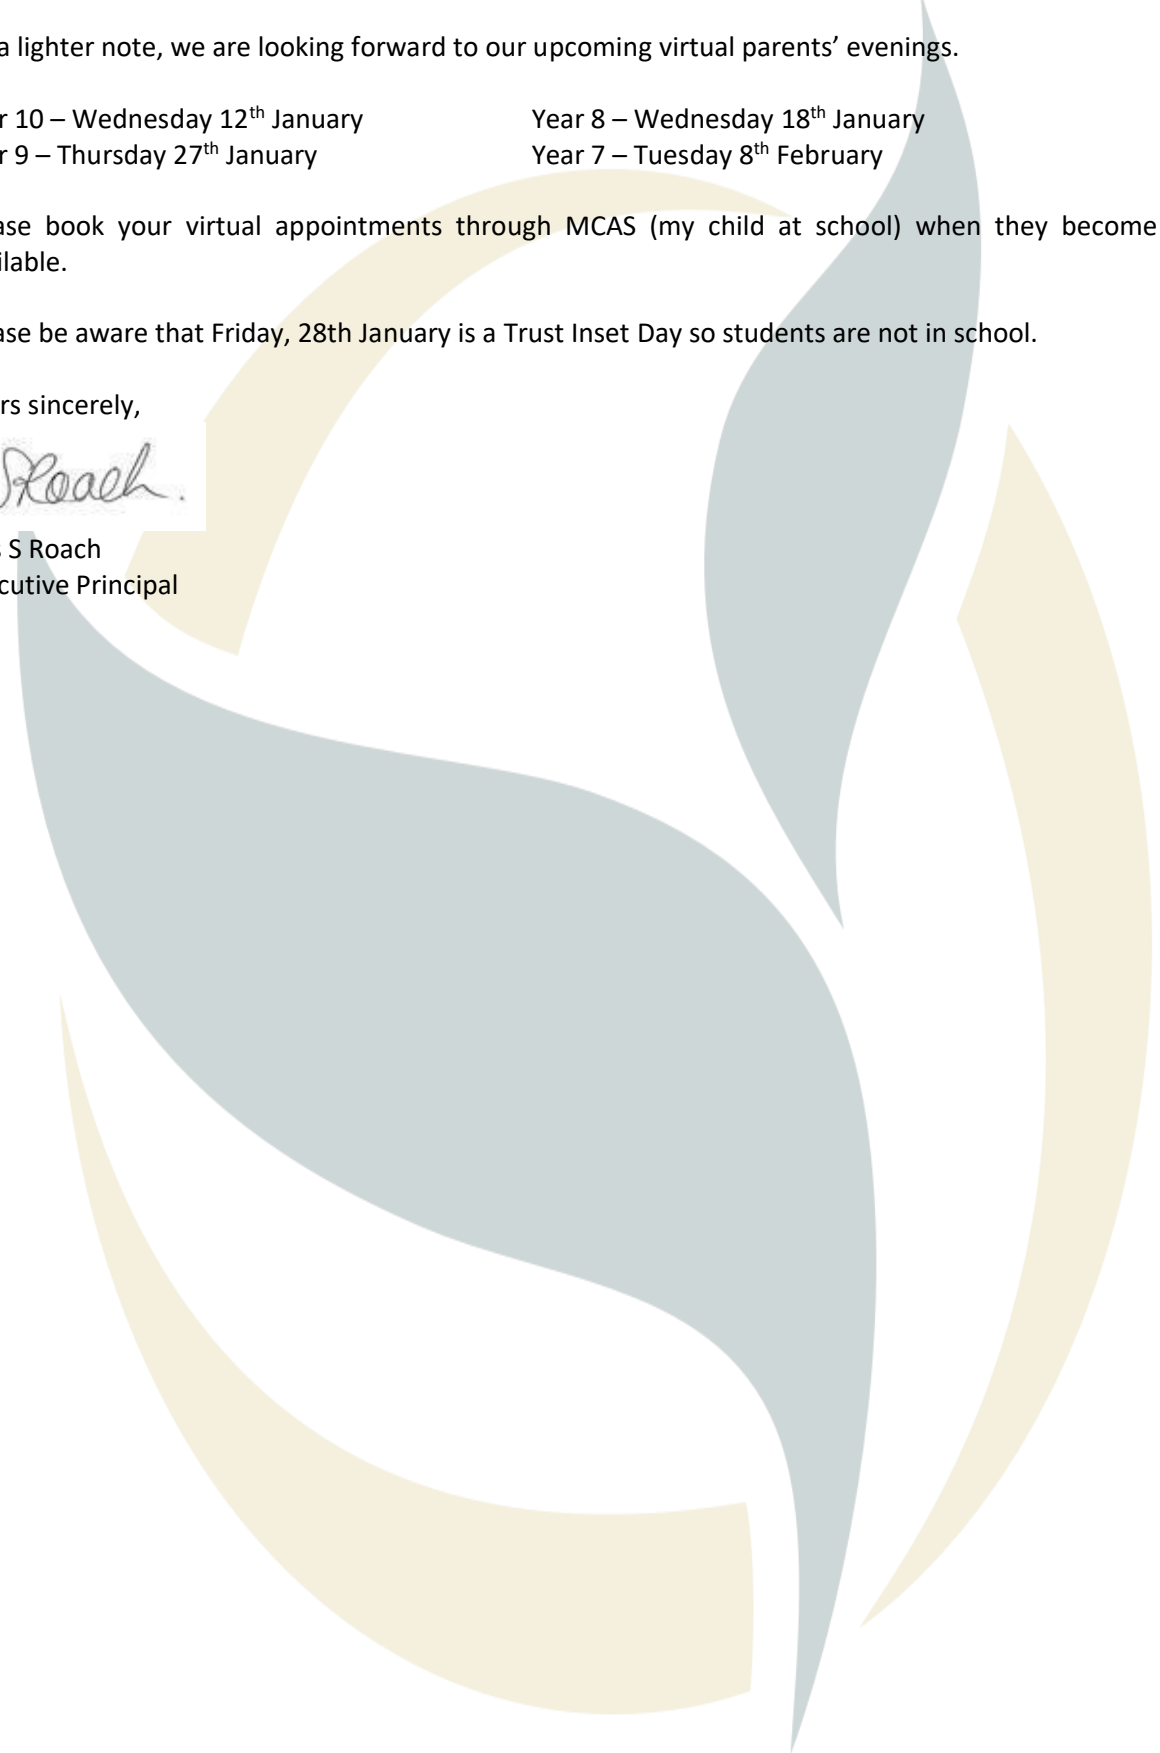 a lighter note, we are looking forward to our upcoming virtual parents’ evenings.
r 10 – Wednesday 12th January Year 8 – Wednesday 18th January
r 9 – Thursday 27th January Year 7 – Tuesday 8th February
ase book your virtual appointments through MCAS (my child at school) when they become
ilable.
ase be aware that Friday, 28th January is a Trust Inset Day so students are not in school.
rs sincerely,
SRoach.
s S Roach
cutive Principal